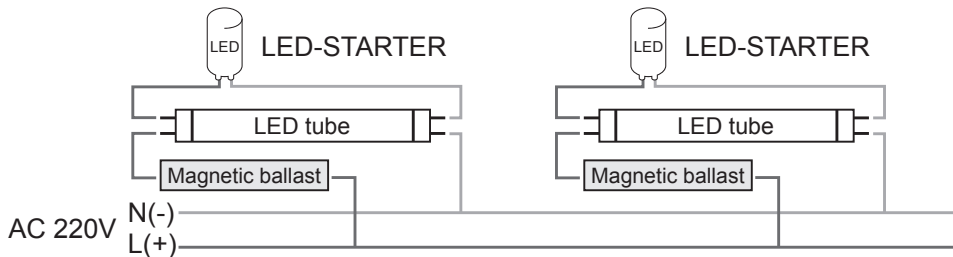 LED LED-STARTER
LED LED-STARTER
LED tube
LED tube
Magnetic ballast
Magnetic ballast
AC 220V
N(-)
L(+)